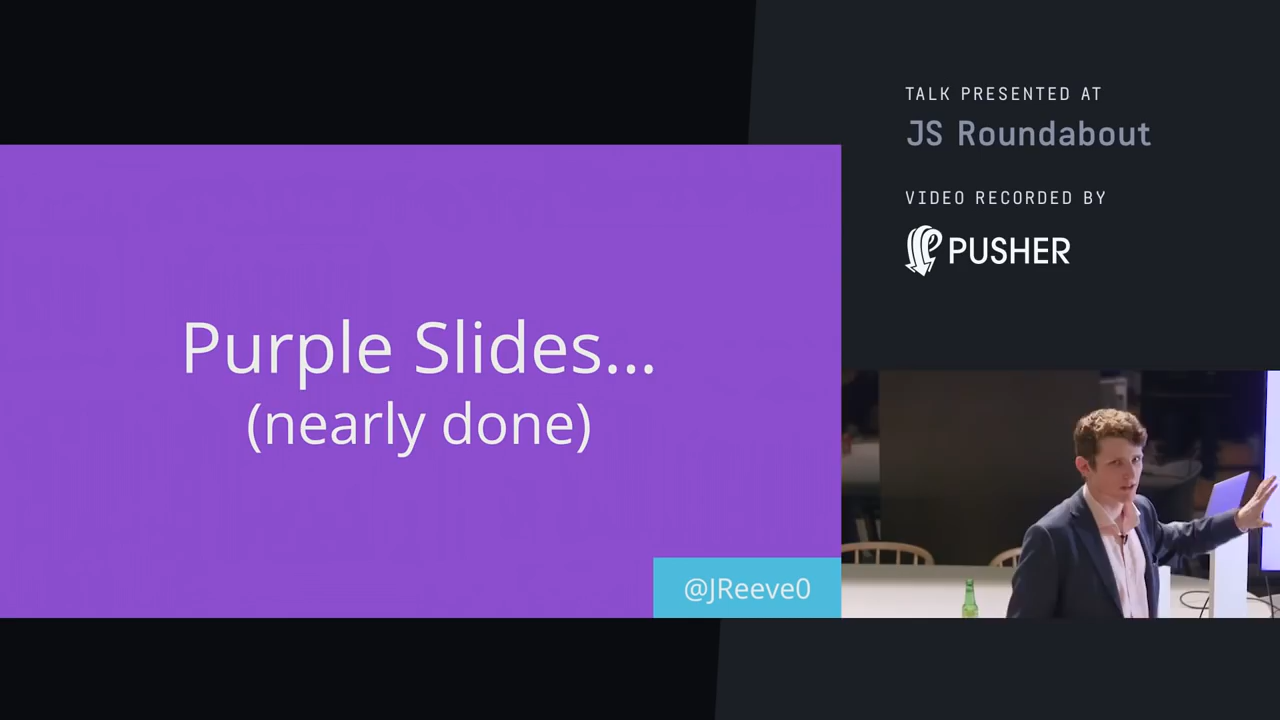 TALK PRESENTED AT
JS Roundabout
VIDEO RECORDED BY
PUSHER
Purple Slides...
(nearly done)
@JReeve0